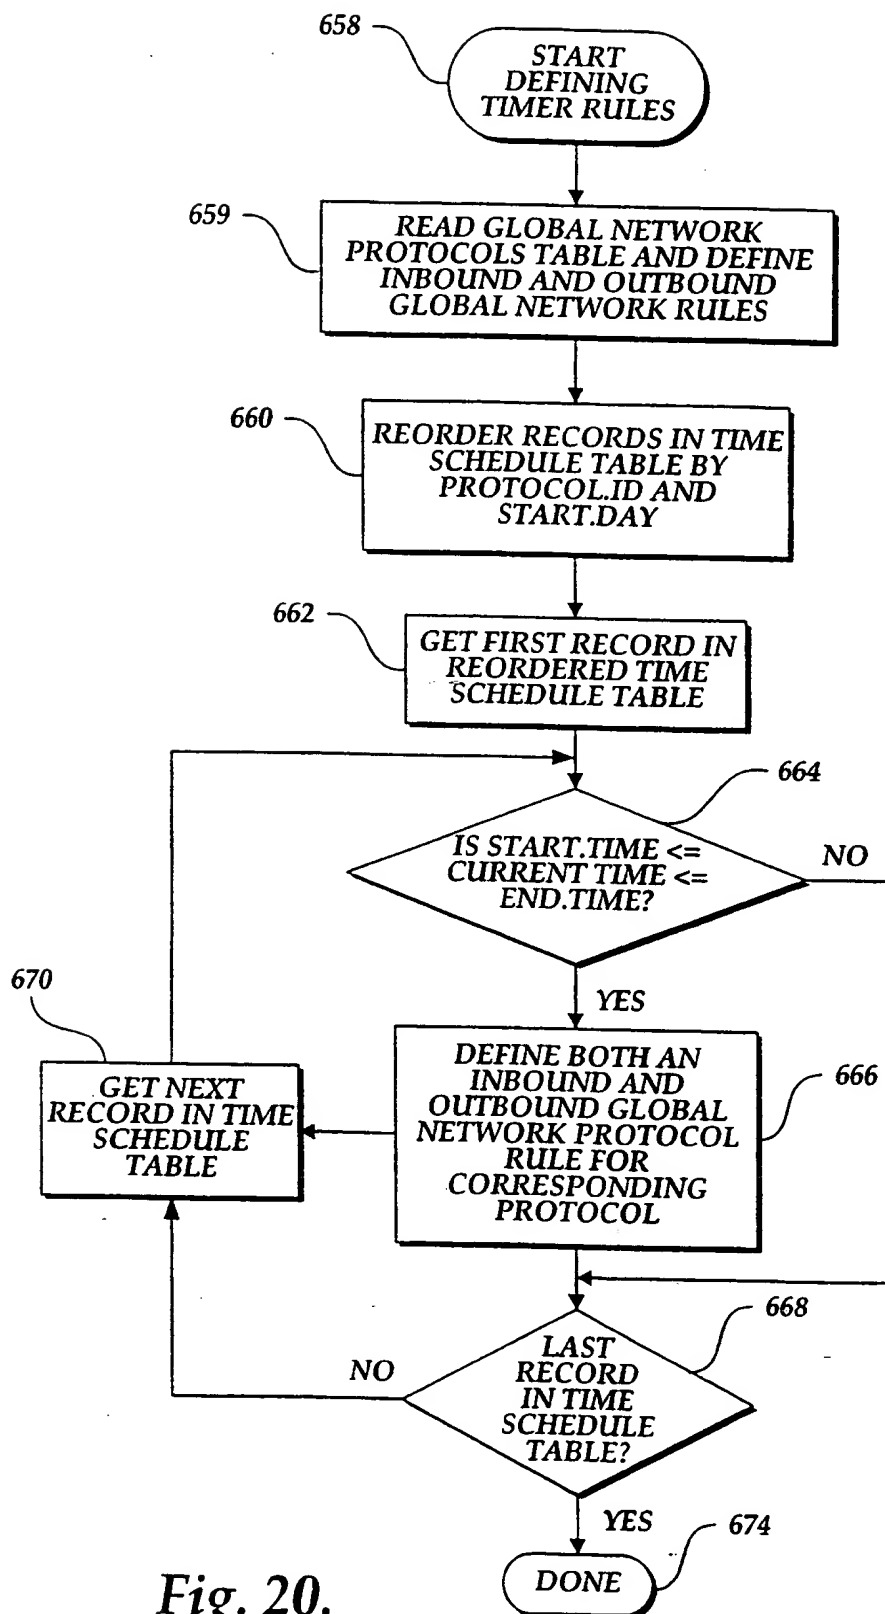 658
START
DEFINING
TIMER RULES
659
READ GLOBAL NETWORK
PROTOCOLS TABLE AND DEFINE
INBOUND AND OUTBOUND
GLOBAL NETWORK RULES
660
REORDER RECORDS IN TIME
SCHEDULE TABLE BY
PROTOCOL.ID AND
START.DAY
662
GET FIRST RECORD IN
REORDERED TIME
SCHEDULE TABLE
664
IS START.TIME <=
CURRENT TIME <=
END.TIME?
NO
YES
670
GET NEXT
RECORD IN TIME
SCHEDULE
TABLE
DEFINE BOTH AN
INBOUND AND
OUTBOUND GLOBAL
NETWORK PROTOCOL
RULE FOR
CORRESPONDING
PROTOCOL
666
668
NO
LAST
RECORD
IN TIME
SCHEDULE
TABLE?
YES
674
DONE
Fig. 20.